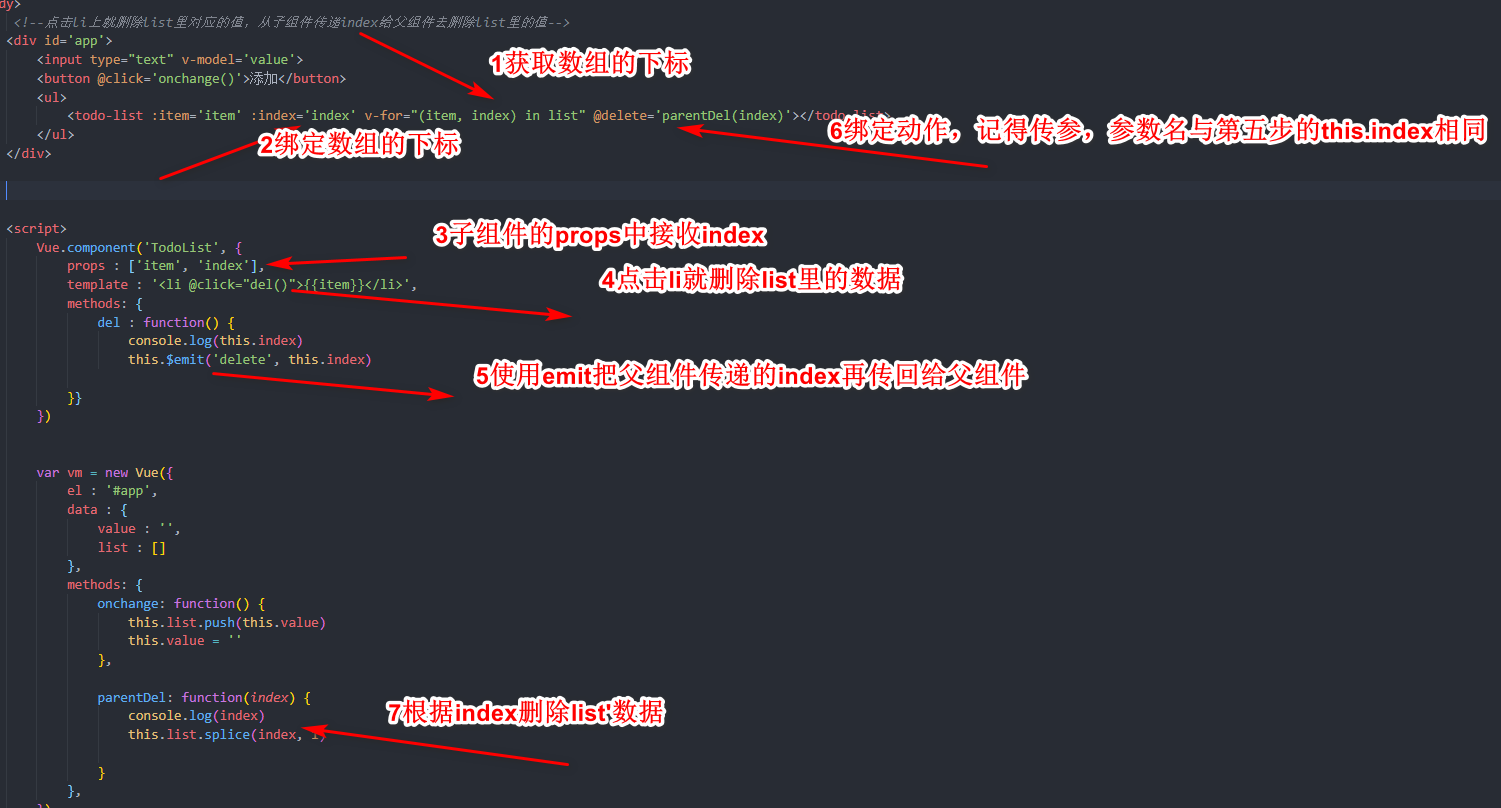 dy>
<!--点击li上就删除list里对应的值，从子组件传递index给父组件去删除list里的值-->
<div id='app'>
<input type="text" v-model='value'>
1获取数组的下标
<button @click='onchange()'>添加</button>
<ul>
<todo-list :item='item' :index='index' v-for="(item, index) in list" @delete='parentDel(index)'></todo-list>
</ul>
6绑定动作，记得传参，参数名与第五步的this.index相同
2绑定数组的下标
</div>
<script>
3子组件的props中接收index
Vue.component('TodoList', {
props : ['item', 'index'],
4点击li就删除list里的数据
template : '<li @click="del()">{{item}}</li>',
methods: {
del : function() {
console.log(this.index)
this.$emit('delete', this.index)
5使用emit把父组件传递的index再传回给父组件
}}
})
var vm = new Vue({
el : '#app',
data : {
value : '',
list : []
},
methods: {
onchange: function() {
this.list.push(this.value)
this.value = ''
},
parentDel: function(index) {
7根据index删除list'数据
console.log(index)
this.list.splice(index, 1)
}
},
})